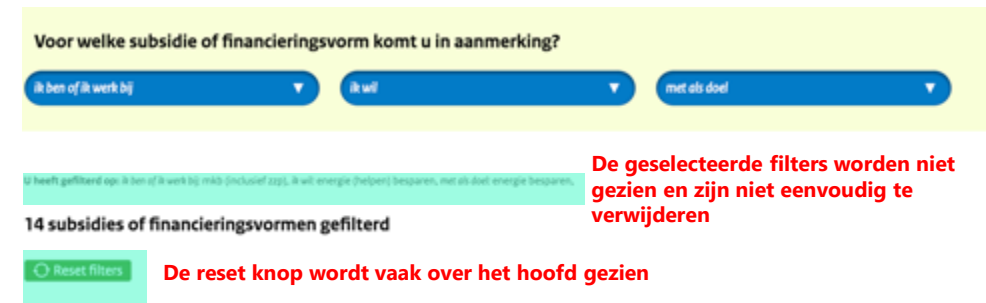 Voor welke subsidie of financieringsvorm komt u in aanmerking?
ik ben of ik werk bij
ik wil
met als doel
De geselecteerde filters worden niet
gezien en zijn niet eenvoudig te
verwijderen
U heeft gefilterd op: ik ben of ik werk bij mkb (inclusief zzp), ik wil energie (helpen) besparen, met als doel energie besparen,
14 subsidies of financieringsvormen gefilterd
Reset filters
De reset knop wordt vaak over het hoofd gezien